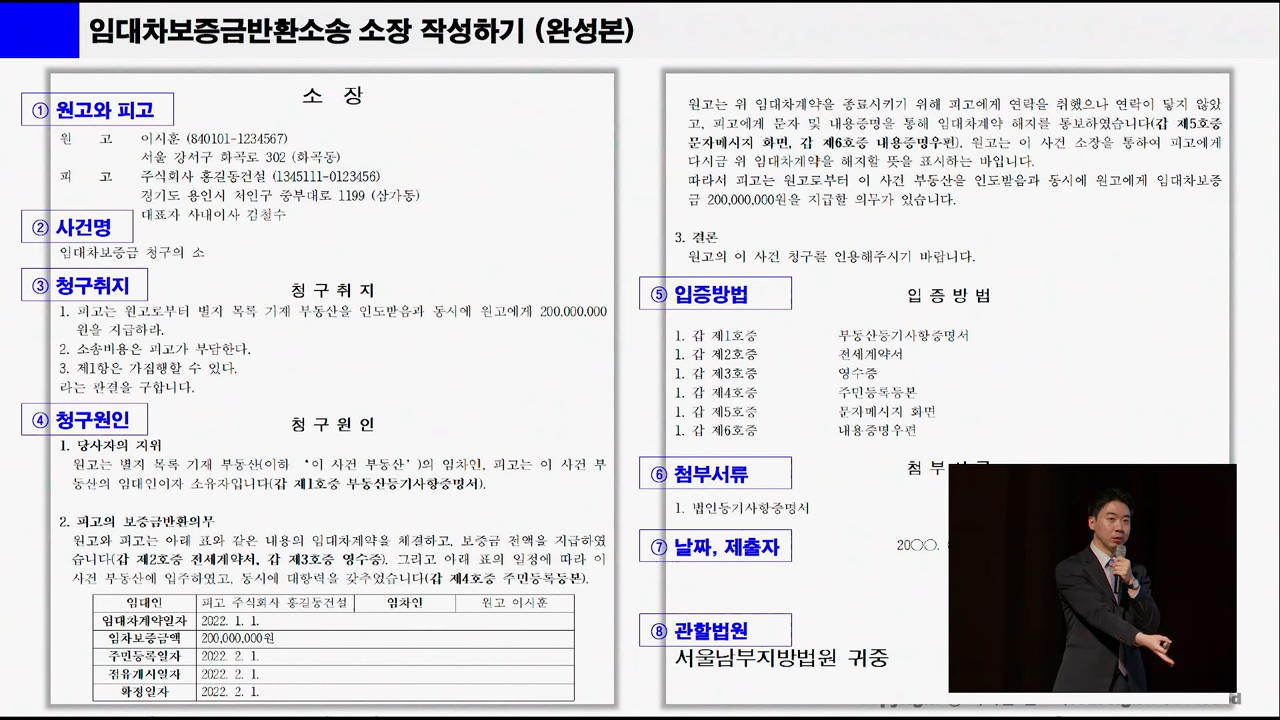 임대차보증금반환소송 소장 작성하기 (완성본)
소 장
① 원고와 피고
원 고 이시훈 (840101-1234567)
서울 강서구 화곡로 302 (화곡동)
피 고 주식회사 홍길동건설 (1345111-0123456)
경기도 용인시 처인구 중부대로 1199 (삼가동)
대표자 사내이사 김철수
② 사건명
임대차보증금 청구의 소
③ 청구취지
청 구 취 지
1. 피고는 원고로부터 별지 목록 기재 부동산을 인도받음과 동시에 원고에게 200,000,000
원을 지급하라.
2. 소송비용은 피고가 부담한다.
3. 제1항은 가집행할 수 있다.
라는 판결을 구합니다.
④ 청구원인
청 구 원 인
1. 당사자의 지위
원고는 별지 목록 기재 부동산(이하 '이 사건 부동산')의 임차인, 피고는 이 사건 부
동산의 임대인이자 소유자입니다(갑 제1호증 부동산등기사항증명서).
2. 피고의 보증금반환의무
원고와 피고는 아래 표와 같은 내용의 임대차계약을 체결하고, 보증금 전액을 지급하였
습니다(갑 제2호증 전세계약서, 갑 제3호증 영수증). 그리고 아래 표의 일정에 따라 이
사건 부동산에 입주하였고, 동시에 대항력을 갖추었습니다(갑 제4호증 주민등록등본).
임대인 피고 주식회사 홍길동건설 임차인 원고 이시훈
임대차계약일자 2022. 1. 1.
임차보증금액 200,000,000원
주민등록일자 2022. 2. 1.
점유개시일자 2022. 2. 1.
확정일자 2022. 2. 1.
원고는 위 임대차계약을 종료시키기 위해 피고에게 연락을 취했으나 연락이 닿지 않았
고, 피고에게 문자 및 내용증명을 통해 임대차계약 해지를 통보하였습니다(갑 제5호증
문자메시지 화면, 갑 제6호증 내용증명우편). 원고는 이 사건 소장을 통하여 피고에게
다시금 위 임대차계약을 해지할 뜻을 표시하는 바입니다.
따라서 피고는 원고로부터 이 사건 부동산을 인도받음과 동시에 원고에게 임대차보증
금 200,000,000원을 지급할 의무가 있습니다.
3. 결론
원고의 이 사건 청구를 인용해주시기 바랍니다.
⑤ 입증방법
입 증 방 법
1. 갑 제1호증 부동산등기사항증명서
1. 갑 제2호증 전세계약서
1. 갑 제3호증 영수증
1. 갑 제4호증 주민등록등본
1. 갑 제5호증 문자메시지 화면
1. 갑 제6호증 내용증명우편
⑥ 첨부서류
첨 부
1. 법인등기사항증명서
⑦ 날짜, 제출자
20○○.
⑧ 관할법원
서울남부지방법원 귀중